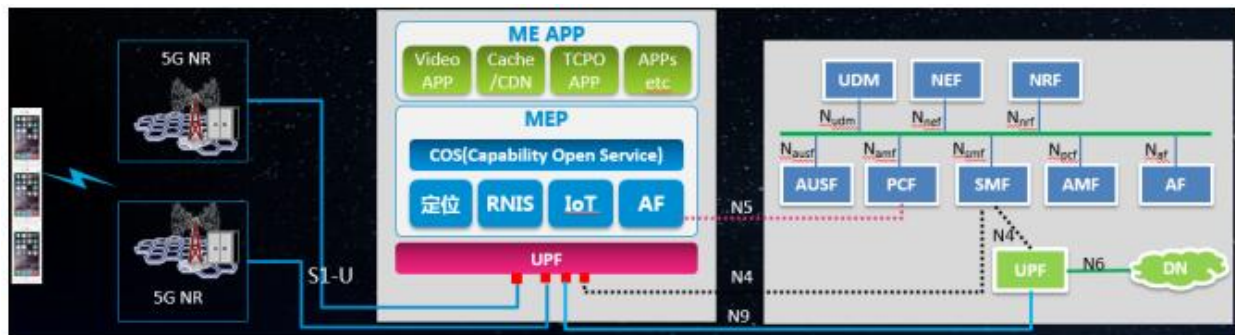 5G NR
5G NR
S1-U
ME APP
Video
APP
Cache
/CDN
TCPO
APP
APPs
etc
MEP
COS(Capability Open Service)
定位
RNIS
IoT
AF
UPF
N5
N4
N9
UDM
NEF
NRF
Nudm
Nnef
Nnrf
Nausf
Namf
Nsmf
Npcf
Naf
AUSF
PCF
SMF
AMF
AF
N4
UPF
N6
DN